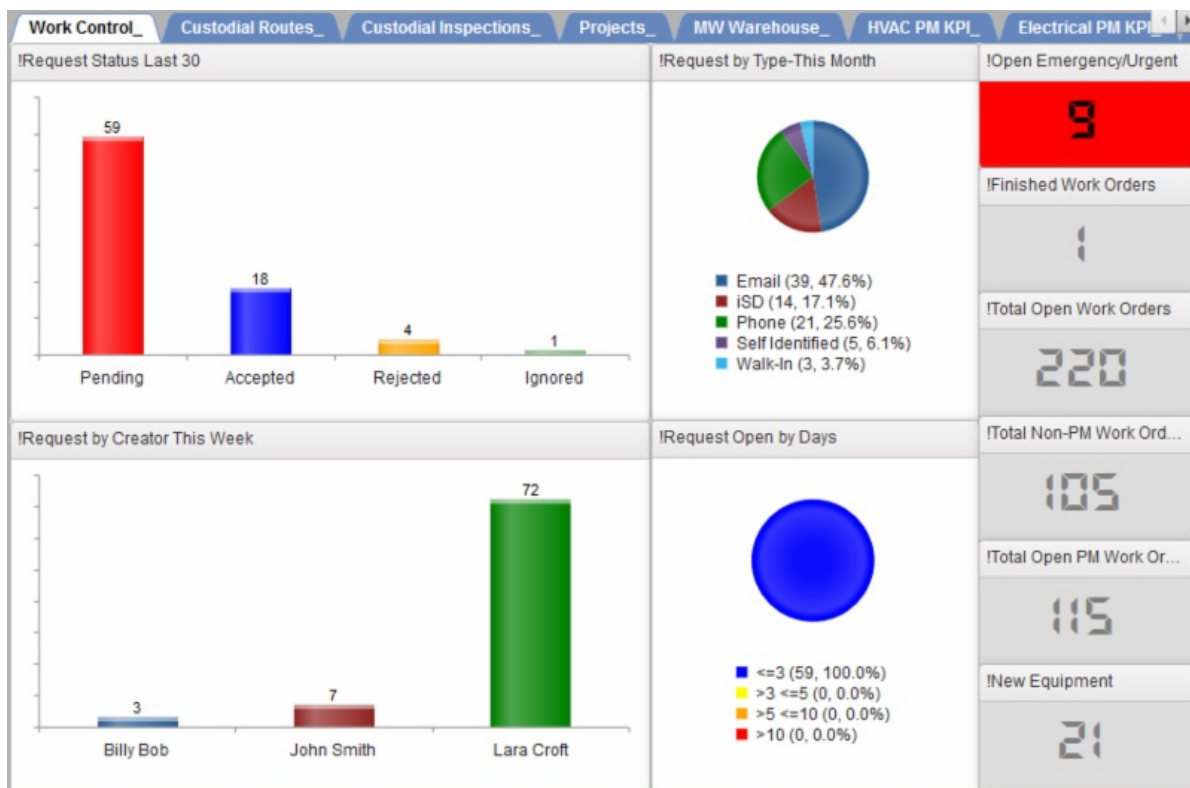 Work Control_ Custodial Routes_ Custodial Inspections_ Projects_ MW Warehouse_ HVAC PM KPI_ Electrical PM KPI_
!Request Status Last 30
59
18
4
1
Pending Accepted Rejected Ignored
!Request by Type-This Month
Email (39, 47.6%)
iSD (14, 17.1%)
Phone (21, 25.6%)
Self Identified (5, 6.1%)
Walk-In (3, 3.7%)
!Open Emergency/Urgent
9
!Finished Work Orders
1
!Total Open Work Orders
220
!Total Non-PM Work Ord...
105
!Total Open PM Work Or...
115
!New Equipment
21
!Request by Creator This Week
3
7
72
Billy Bob John Smith Lara Croft
!Request Open by Days
<=3 (59, 100.0%)
>3 <=5 (0, 0.0%)
>5 <=10 (0, 0.0%)
>10 (0, 0.0%)